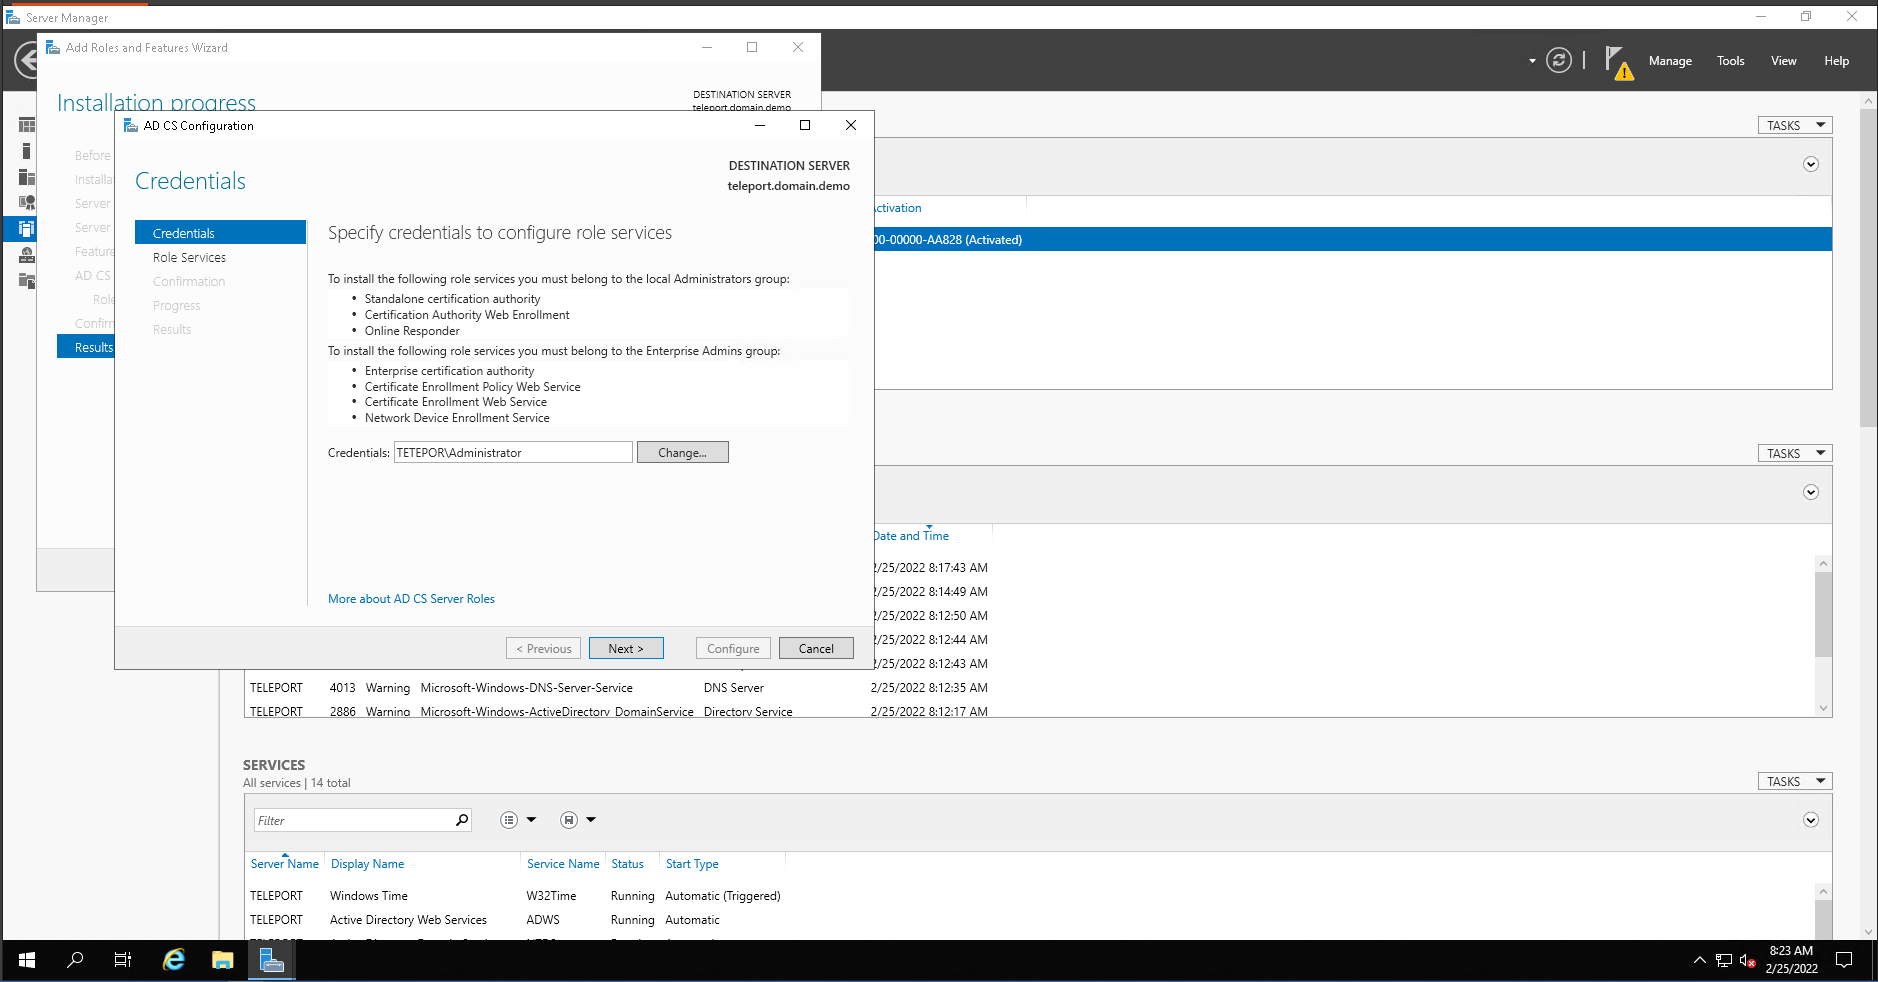 Server Manager
Add Roles and Features Wizard
Manage
Tools
View
Help
Installation progress
DESTINATION SERVER
teleport.domain.demo
Before
Installa
Server
Server
Feature
AD CS
Role
Confirm
Results
AD CS Configuration
Credentials
DESTINATION SERVER
teleport.domain.demo
Credentials
Role Services
Confirmation
Progress
Results
Specify credentials to configure role services
To install the following role services you must belong to the local Administrators group:
• Standalone certification authority
• Certification Authority Web Enrollment
• Online Responder
To install the following role services you must belong to the Enterprise Admins group:
• Enterprise certification authority
• Certificate Enrollment Policy Web Service
• Certificate Enrollment Web Service
• Network Device Enrollment Service
Credentials: TETEPOR\Administrator Change...
More about AD CS Server Roles
< Previous Next > Configure Cancel
TASKS
Activation
00-00000-AA828 (Activated)
TASKS
Date and Time
2/25/2022 8:17:43 AM
2/25/2022 8:14:49 AM
2/25/2022 8:12:50 AM
2/25/2022 8:12:44 AM
2/25/2022 8:12:43 AM
TELEPORT 4013 Warning Microsoft-Windows-DNS-Server-Service DNS Server 2/25/2022 8:12:35 AM
TELEPORT 2886 Warning Microsoft-Windows-ActiveDirectory_DomainService Directory Service 2/25/2022 8:12:17 AM
SERVICES
All services | 14 total
TASKS
Filter
Server Name Display Name Service Name Status Start Type
TELEPORT Windows Time W32Time Running Automatic (Triggered)
TELEPORT Active Directory Web Services ADWS Running Automatic
8:23 AM
2/25/2022